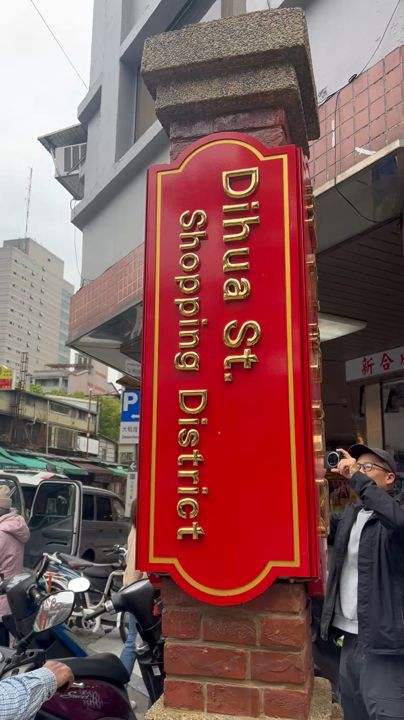 Dihua St.
Shopping District
P
新合